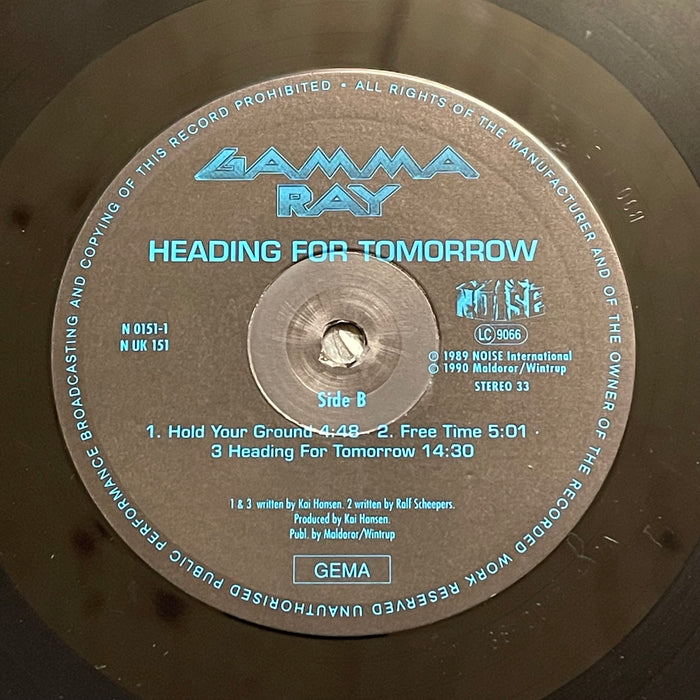 UNAUTHORISED PUBLIC PERFORMANCE BROADCASTING AND COPYING OF THIS RECORD PROHIBITED • ALL RIGHTS OF THE MANUFACTURER AND OF THE OWNER OF THE RECORDED WORK RESERVED
GAMMA
RAY
HEADING FOR TOMORROW
N 0151-1
N UK 151
NOISE
LC 9066
℗ 1989 NOISE International
© 1990 Maldoror/Wintrup
STEREO 33
Side B
1. Hold Your Ground 4:48 - 2. Free Time 5:01 ·
3 Heading For Tomorrow 14:30
1 & 3 written by Kai Hansen. 2 written by Ralf Scheepers.
Produced by Kai Hansen.
Publ. by Maldoror/Wintrup
GEMA